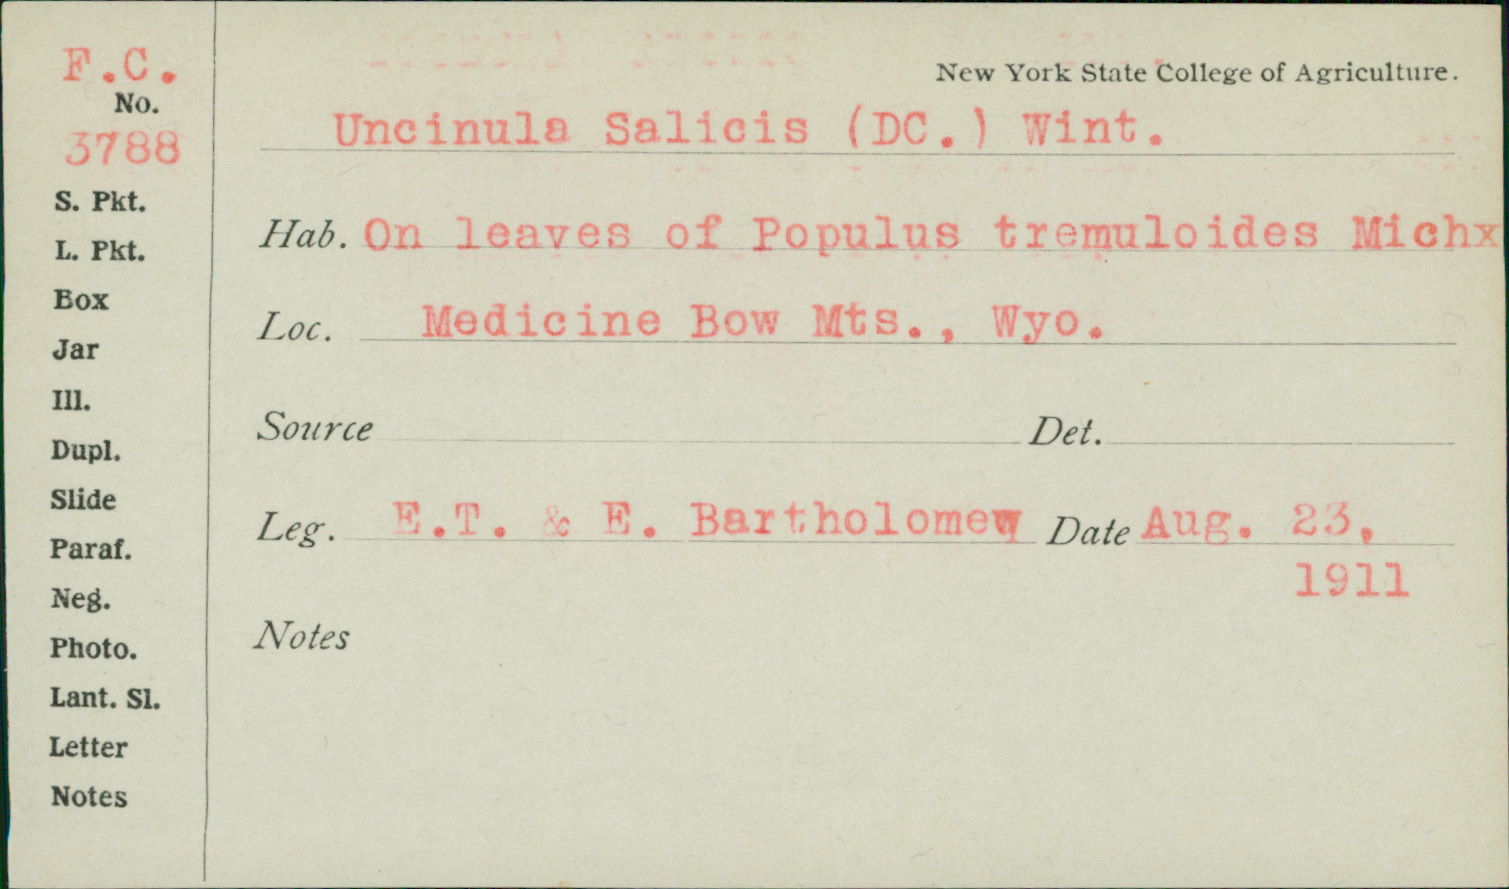 F.C.
No.
3788
S. Pkt.
L. Pkt.
Box
Jar
Ill.
Dupl.
Slide
Paraf.
Neg.
Photo.
Lant. Sl.
Letter
Notes
New York State College of Agriculture.
Uncinula Salicis (DC.) Wint.
Hab. On leaves of Populus tremuloides Michx
Loc. Medicine Bow Mts., Wyo.
Source Det.
Leg. E.T. & E. Bartholomew Date Aug. 23,
1911
Notes